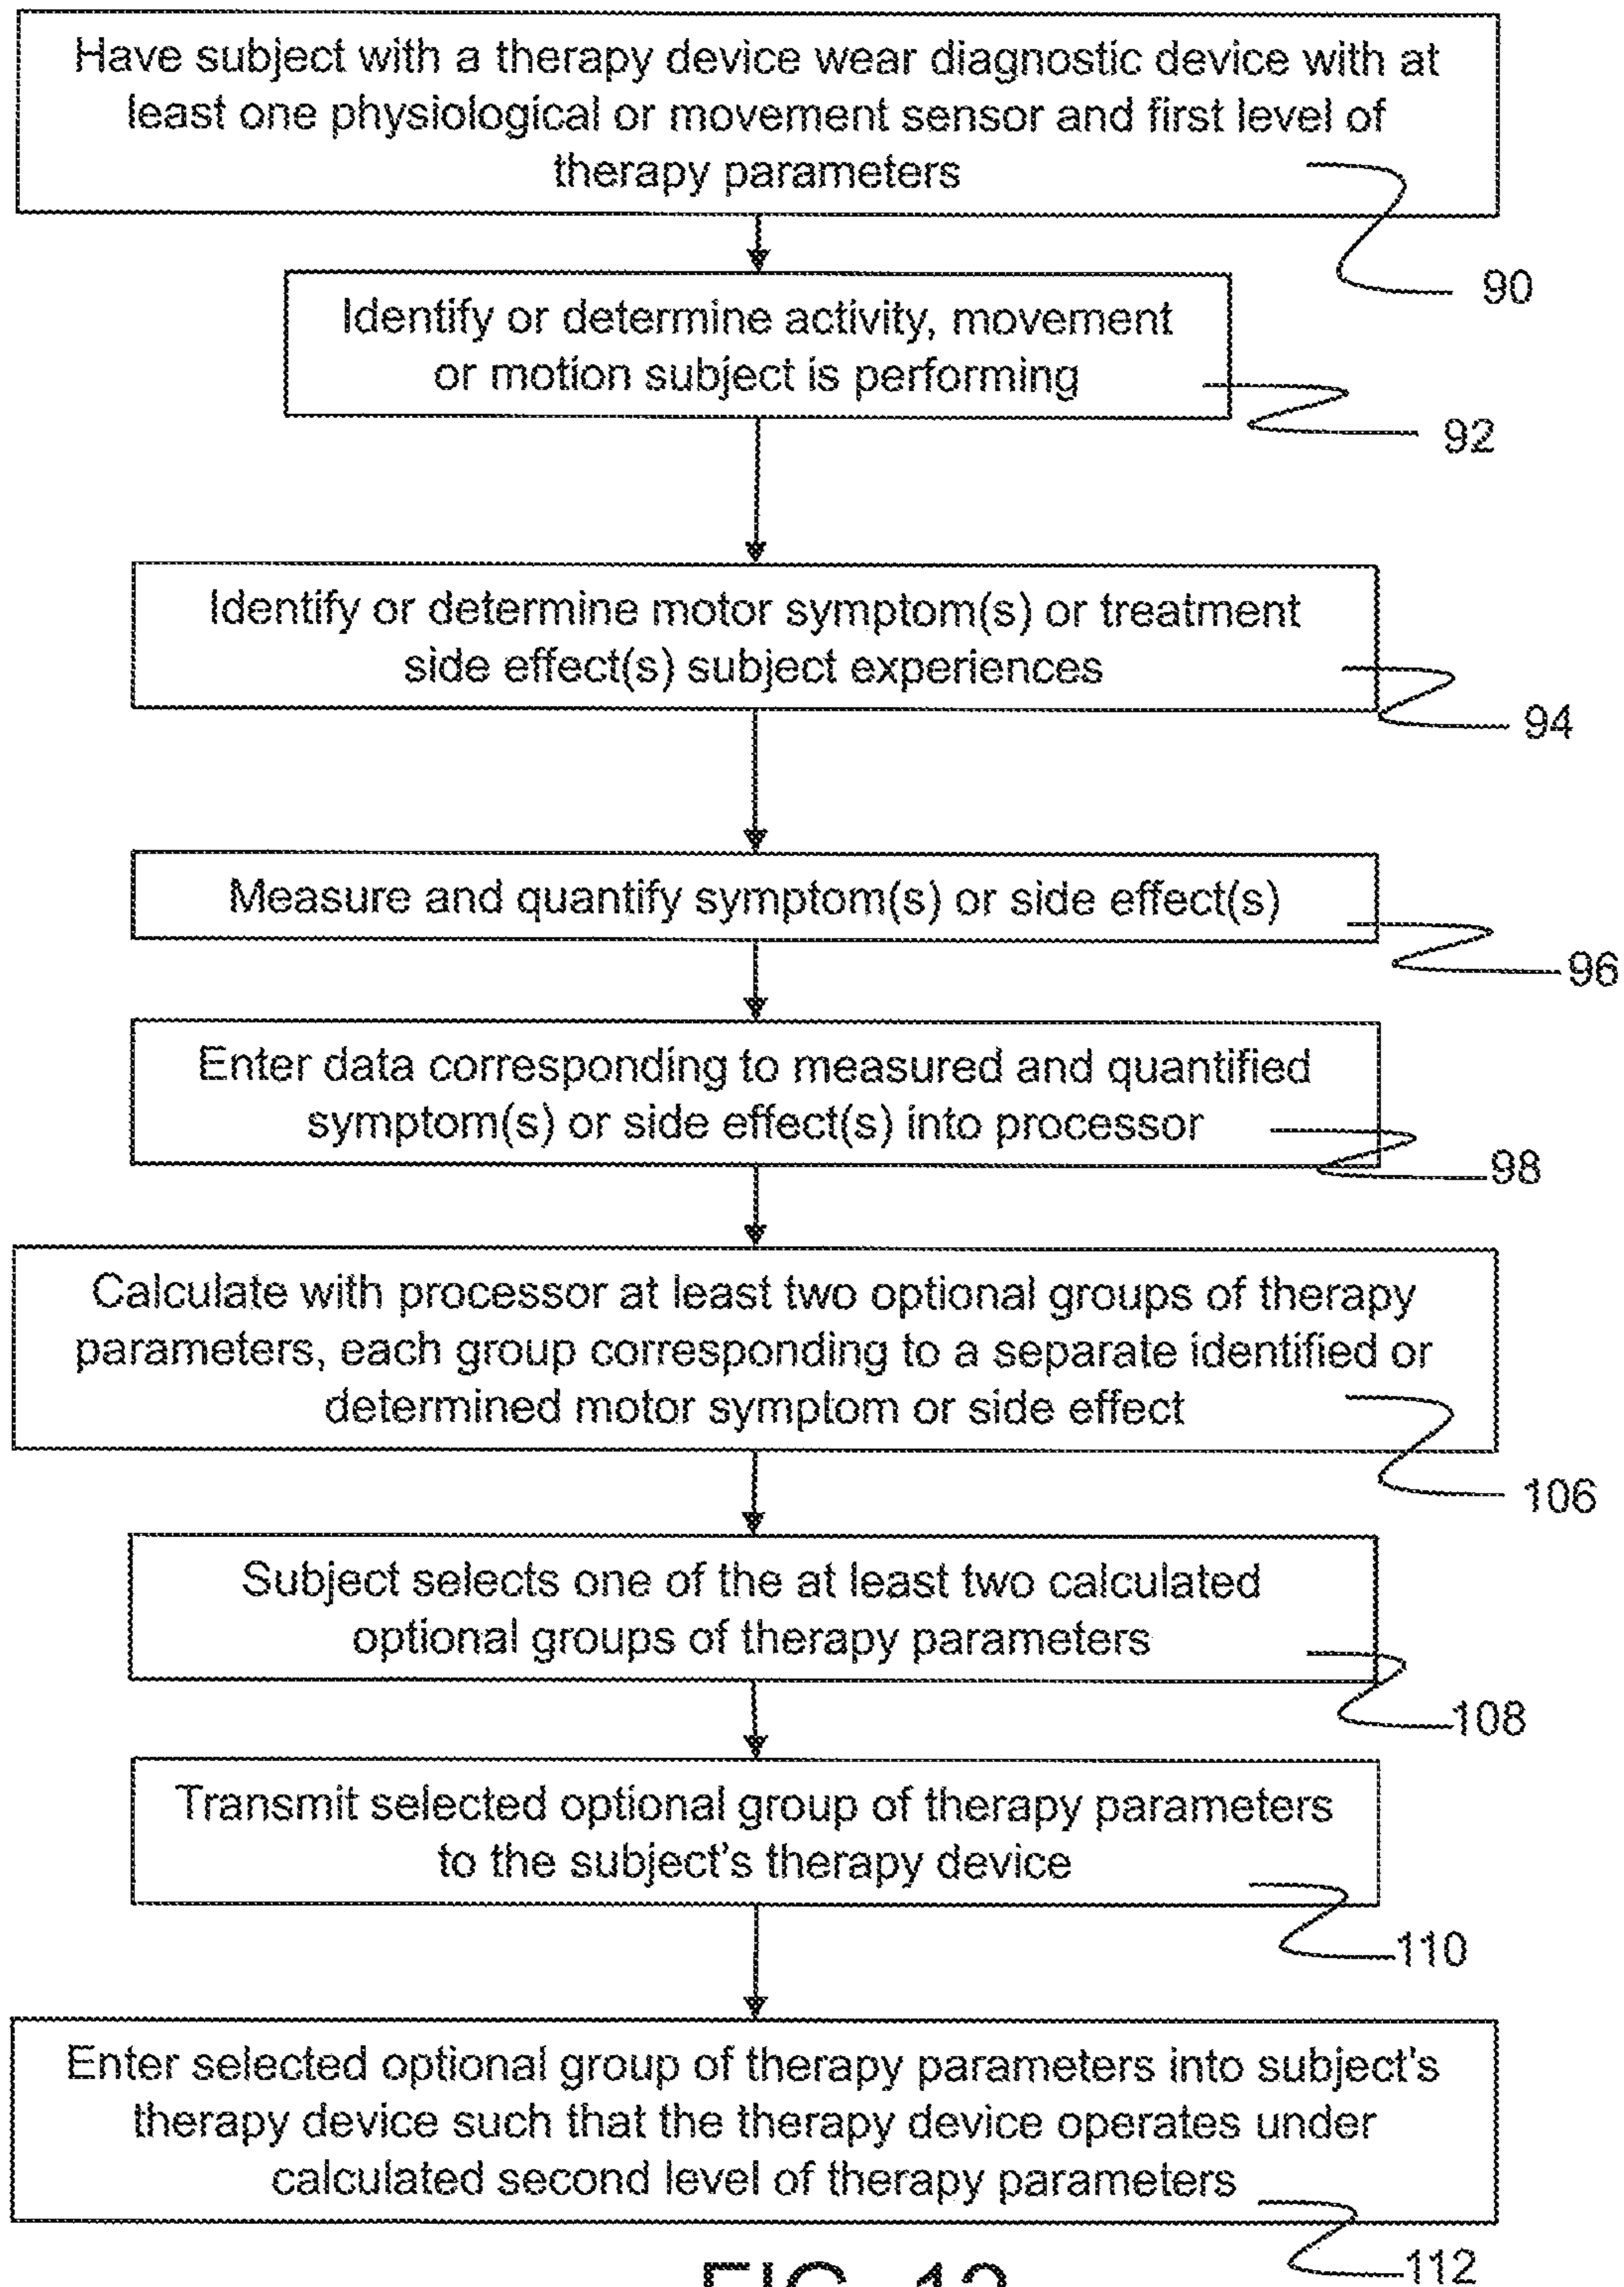 Have subject with a therapy device wear diagnostic device with at
least one physiological or movement sensor and first level of
therapy parameters
90
Identify or determine activity, movement
or motion subject is performing
92
Identify or determine motor symptom(s) or treatment
side effect(s) subject experiences
94
Measure and quantify symptom(s) or side effect(s)
96
Enter data corresponding to measured and quantified
symptom(s) or side effect(s) into processor
98
Calculate with processor at least two optional groups of therapy
parameters, each group corresponding to a separate identified or
determined motor symptom or side effect
106
Subject selects one of the at least two calculated
optional groups of therapy parameters
108
Transmit selected optional group of therapy parameters
to the subject's therapy device
110
Enter selected optional group of therapy parameters into subject's
therapy device such that the therapy device operates under
calculated second level of therapy parameters
112
FIG.